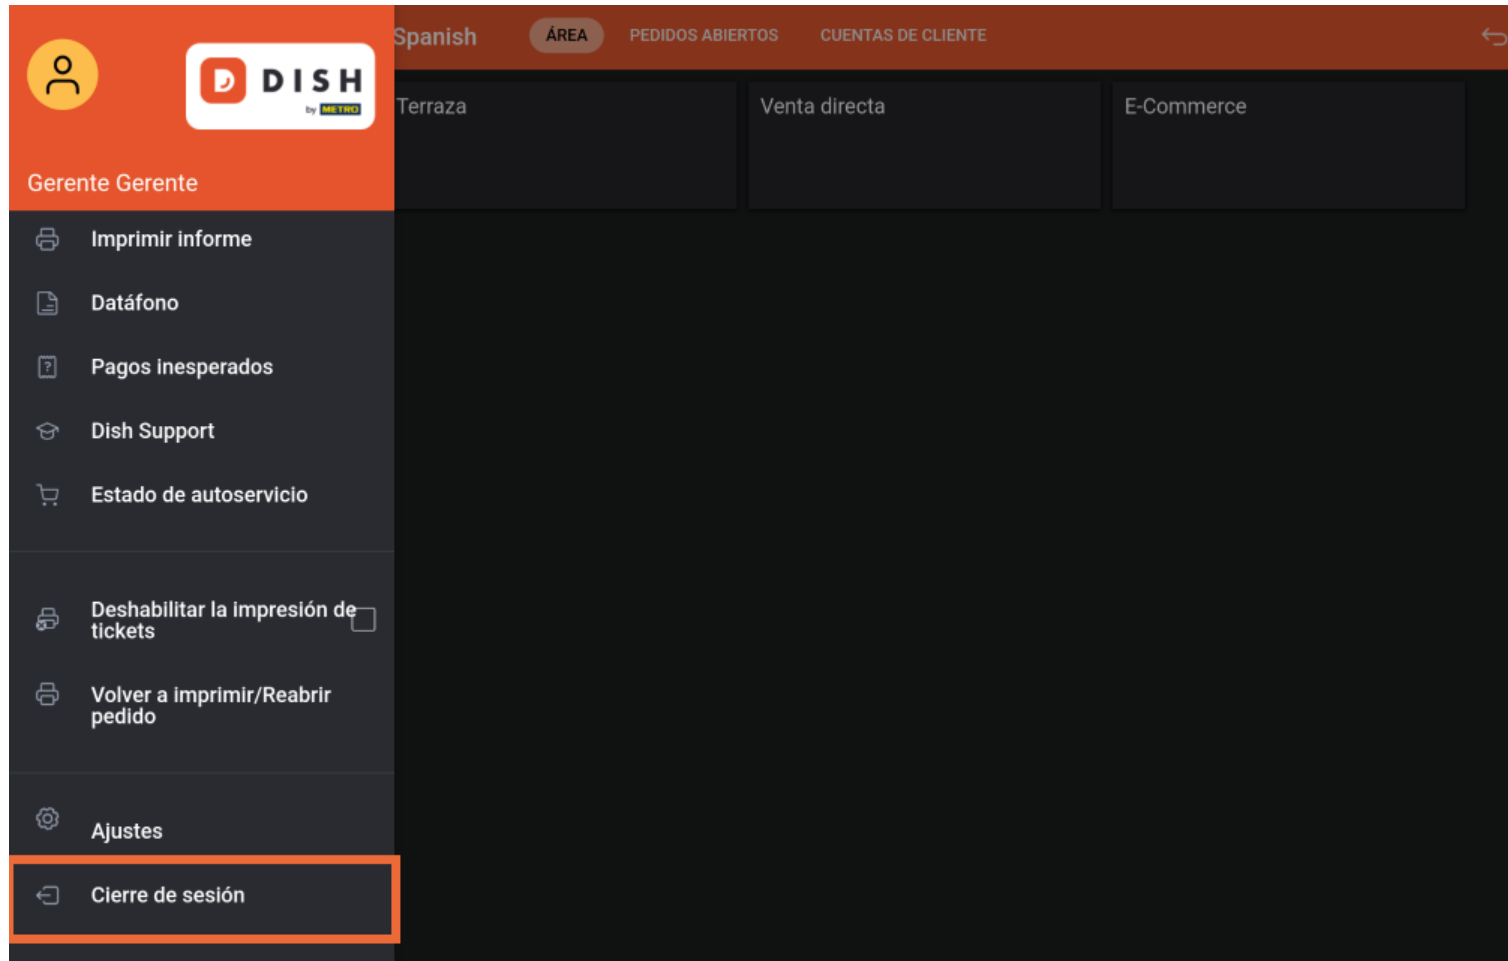 Spanish
ÁREA
PEDIDOS ABIERTOS
CUENTAS DE CLIENTE
D DISH
by METRO
Gerente Gerente
Terraza
Venta directa
E-Commerce
Imprimir informe
Datáfono
Pagos inesperados
Dish Support
Estado de autoservicio
Deshabilitar la impresión de
tickets
Volver a imprimir/Reabrir
pedido
Ajustes
Cierre de sesión